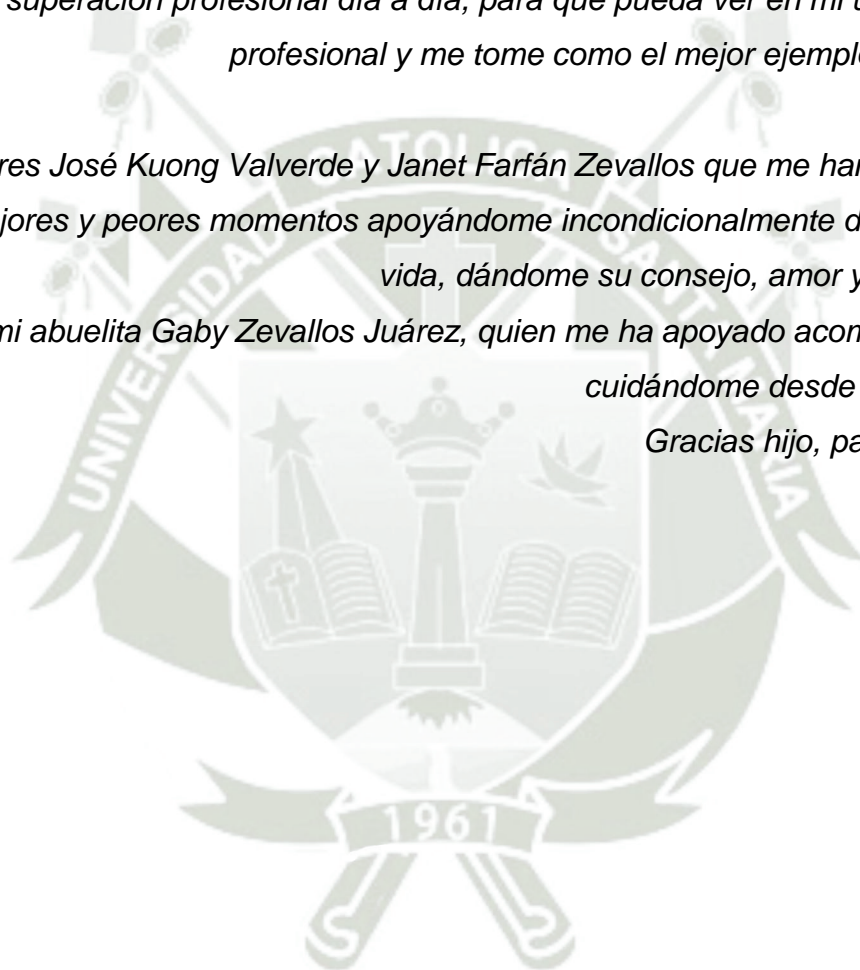 superación profesional día a día, para que pueda ver en mi
profesional y me tome como el mejor ejemplo
res José Kuong Valverde y Janet Farfán Zevallos que me han
jores y peores momentos apoyándome incondicionalmente
vida, dándome su consejo, amor y
mi abuelita Gaby Zevallos Juárez, quien me ha apoyado
cuidándome desde
Gracias hijo,
UNIVERSIDAD CATOLICA SANTA MARIA
1961